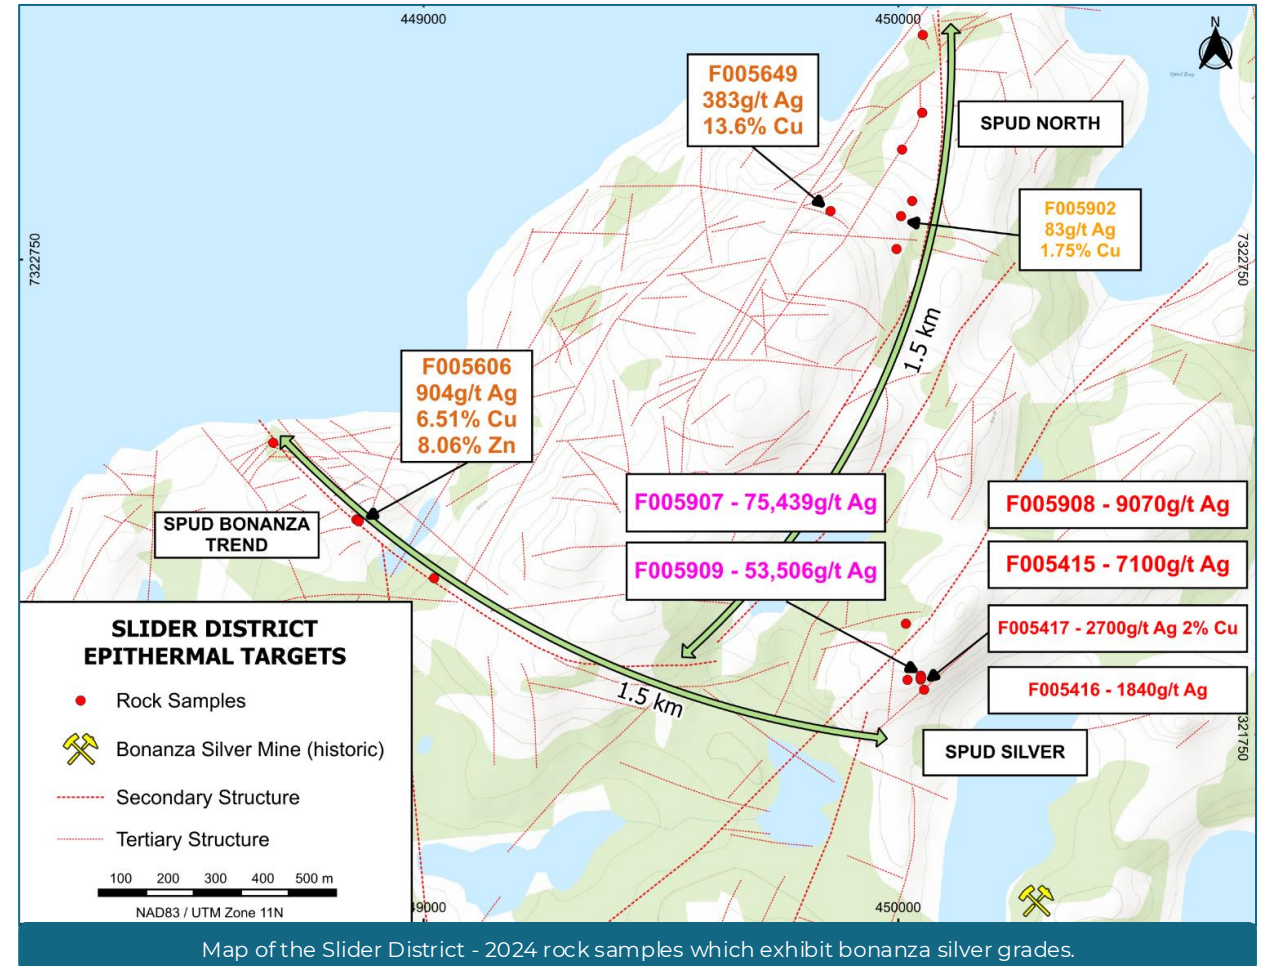 449000
450000
N
F005649
383g/t Ag
13.6% Cu
SPUD NORTH
F005902
83g/t Ag
1.75% Cu
7322750
7322750
1.5 km
F005606
904g/t Ag
6.51% Cu
8.06% Zn
F005907 - 75,439g/t Ag
F005908 - 9070g/t Ag
SPUD BONANZA
TREND
F005909 - 53,506g/t Ag
F005415 - 7100g/t Ag
F005417 - 2700g/t Ag 2% Cu
F005416 - 1840g/t Ag
1.5 km
321750
SPUD SILVER
SLIDER DISTRICT
EPITHERMAL TARGETS
Rock Samples
Bonanza Silver Mine (historic)
Secondary Structure
Tertiary Structure
100 200 300 400 500 m
NAD83 / UTM Zone 11N
49000
450000
Map of the Slider District - 2024 rock samples which exhibit bonanza silver grades.